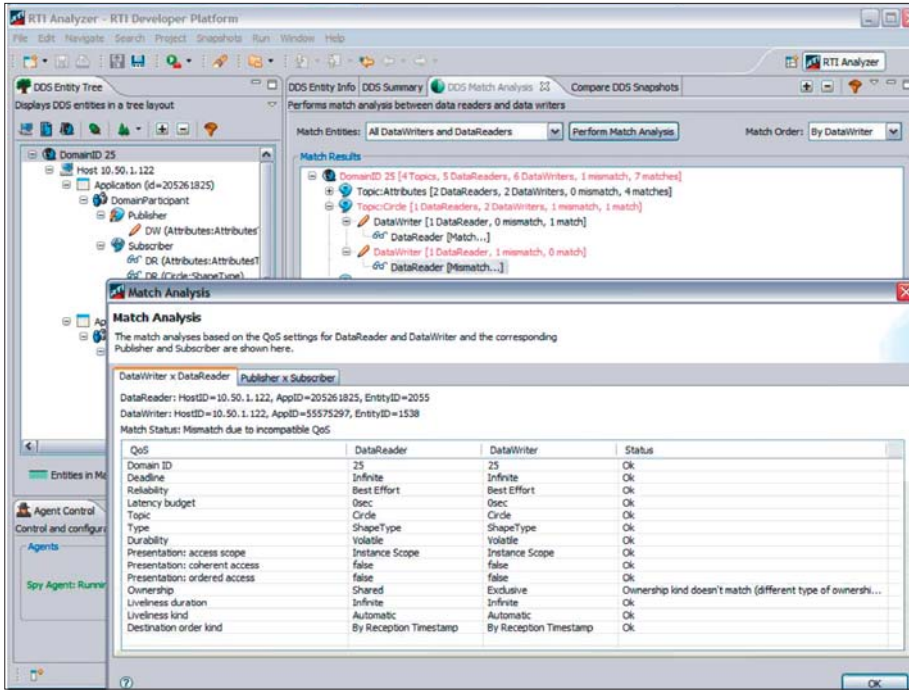 RTI Analyzer - RTI Developer Platform
File Edit Navigate Search Project Snapshots Run Window Help
RTI Analyzer
DDS Entity Tree
Displays DDS entities in a tree layout
DomainID 25
Host 10.50.1.122
Application (id=205261825)
DomainParticipant
Publisher
DW (Attributes:Attributes
Subscriber
DR (Attributes:AttributesT
DR (Circle:ShapeType)
Ap
Entities in Ma
Agent Control
Control and configura
Agents
Spy Agent: Runnin
DDS Entity Info DDS Summary DDS Match Analysis Compare DDS Snapshots
Performs match analysis between data readers and data writers
Match Entities: All DataWriters and DataReaders Perform Match Analysis Match Order: By DataWriter
Match Results
DomainID 25 [4 Topics, 5 DataReaders, 6 DataWriters, 1 mismatch, 7 matches]
Topic:Attributes [2 DataReaders, 2 DataWriters, 0 mismatch, 4 matches]
Topic:Circle [1 DataReaders, 2 DataWriters, 1 mismatch, 1 match]
DataWriter [1 DataReader, 0 mismatch, 1 match]
DataReader [Match...]
DataWriter [1 DataReader, 1 mismatch, 0 match]
DataReader [Mismatch...]
Match Analysis
Match Analysis
The match analyses based on the QoS settings for DataReader and DataWriter and the corresponding
Publisher and Subscriber are shown here.
DataWriter x DataReader Publisher x Subscriber
DataReader: HostID=10.50.1.122, AppID=205261825, EntityID=2055
DataWriter: HostID=10.50.1.122, AppID=55575297, EntityID=1538
Match Status: Mismatch due to incompatible QoS
QoS DataReader DataWriter Status
Domain ID 25 25 Ok
Deadline Infinite Infinite Ok
Reliability Best Effort Best Effort Ok
Latency budget 0sec 0sec Ok
Topic Circle Circle Ok
Type ShapeType ShapeType Ok
Durability Volatile Volatile Ok
Presentation: access scope Instance Scope Instance Scope Ok
Presentation: coherent access false false Ok
Presentation: ordered access false false Ok
Ownership Shared Exclusive Ownership kind doesn't match (different type of ownershi...
Liveliness duration Infinite Infinite Ok
Liveliness kind Automatic Automatic Ok
Destination order kind By Reception Timestamp By Reception Timestamp Ok
OK